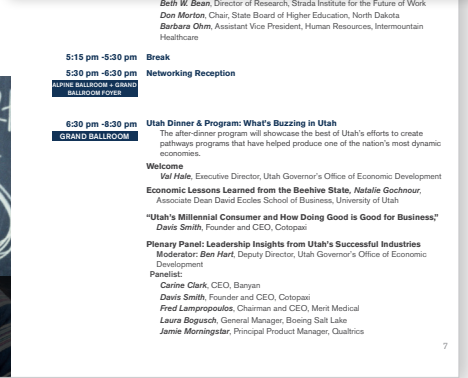 Beth W. Bean, Director of Research, Strada Institute for the Future of Work
Don Morton, Chair, State Board of Higher Education, North Dakota
Barbara Ohm, Assistant Vice President, Human Resources, Intermountain
Healthcare
5:15 pm -5:30 pm Break
5:30 pm -6:30 pm Networking Reception
ALPINE BALLROOM + GRAND
BALLROOM FOYER
6:30 pm -8:30 pm Utah Dinner & Program: What's Buzzing in Utah
GRAND BALLROOM
The after-dinner program will showcase the best of Utah's efforts to create
pathways programs that have helped produce one of the nation's most dynamic
economies.
Welcome
Val Hale, Executive Director, Utah Governor's Office of Economic Development
Economic Lessons Learned from the Beehive State, Natalie Gochnour,
Associate Dean David Eccles School of Business, University of Utah
“Utah's Millennial Consumer and How Doing Good is Good for Business,”
Davis Smith, Founder and CEO, Cotopaxi
Plenary Panel: Leadership Insights from Utah's Successful Industries
Moderator: Ben Hart, Deputy Director, Utah Governor's Office of Economic
Development
Panelist:
Carine Clark, CEO, Banyan
Davis Smith, Founder and CEO, Cotopaxi
Fred Lampropoulos, Chairman and CEO, Merit Medical
Laura Bogusch, General Manager, Boeing Salt Lake
Jamie Morningstar, Principal Product Manager, Qualtrics
7